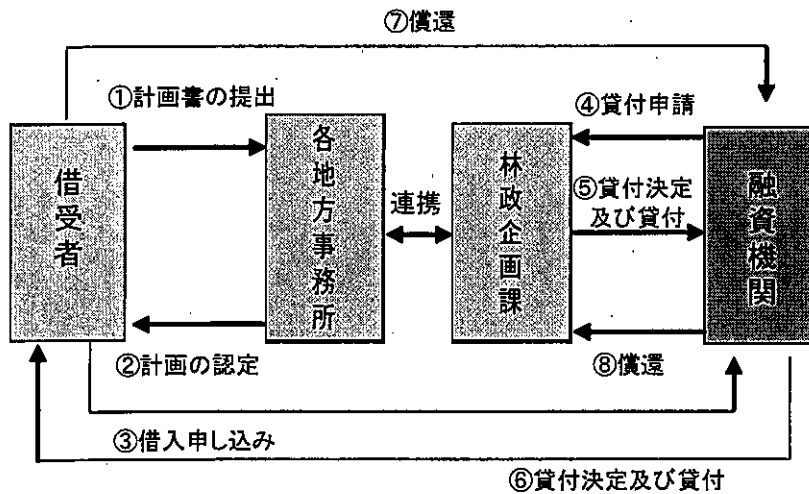 ⑦償還
①計画書の提出
④貸付申請
借受者
各地方事務所
連携
林政企画課
⑤貸付決定
及び貸付
融資機関
②計画の認定
⑧償還
③借入申し込み
⑥貸付決定及び貸付